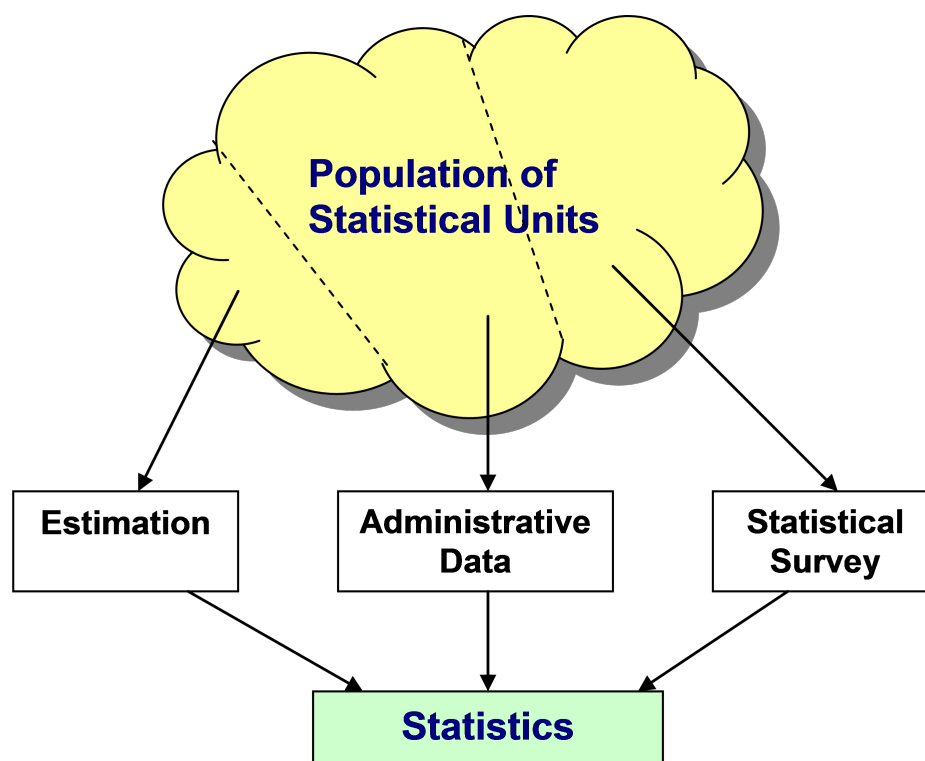 Population of
Statistical Units
Estimation
Administrative
Data
Statistical
Survey
Statistics